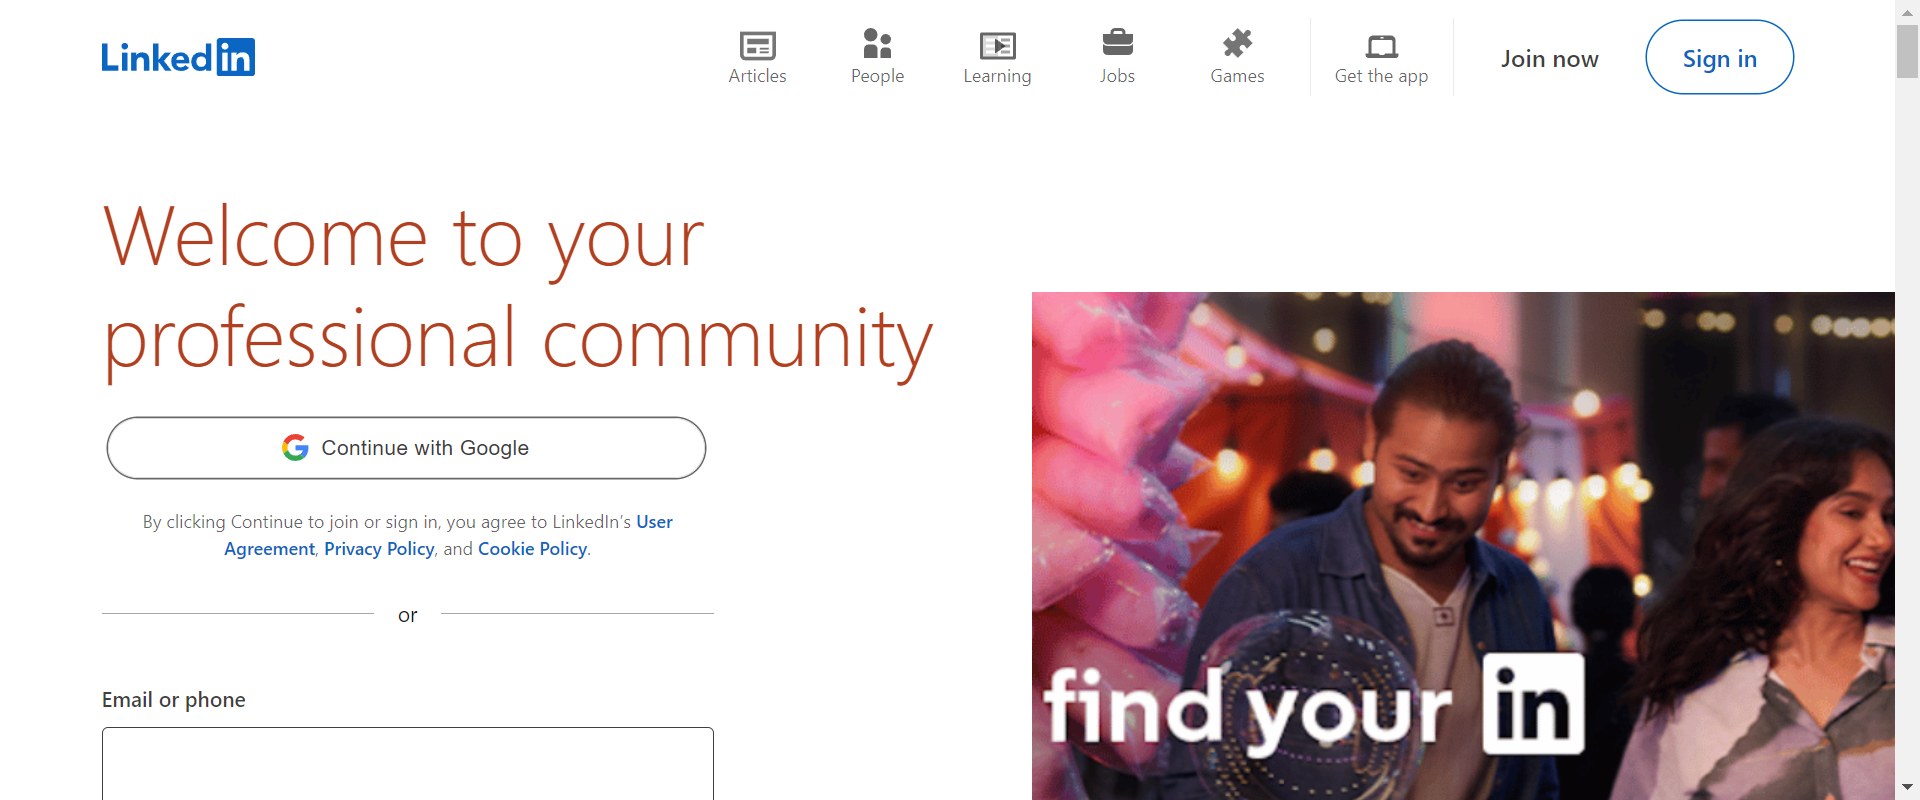 Linked in
Articles
People
Learning
Jobs
Games
Get the app
Join now
Sign in
Welcome to your
professional community
Continue with Google
By clicking Continue to join or sign in, you agree to LinkedIn’s User
Agreement, Privacy Policy, and Cookie Policy.
or
Email or phone
find your in